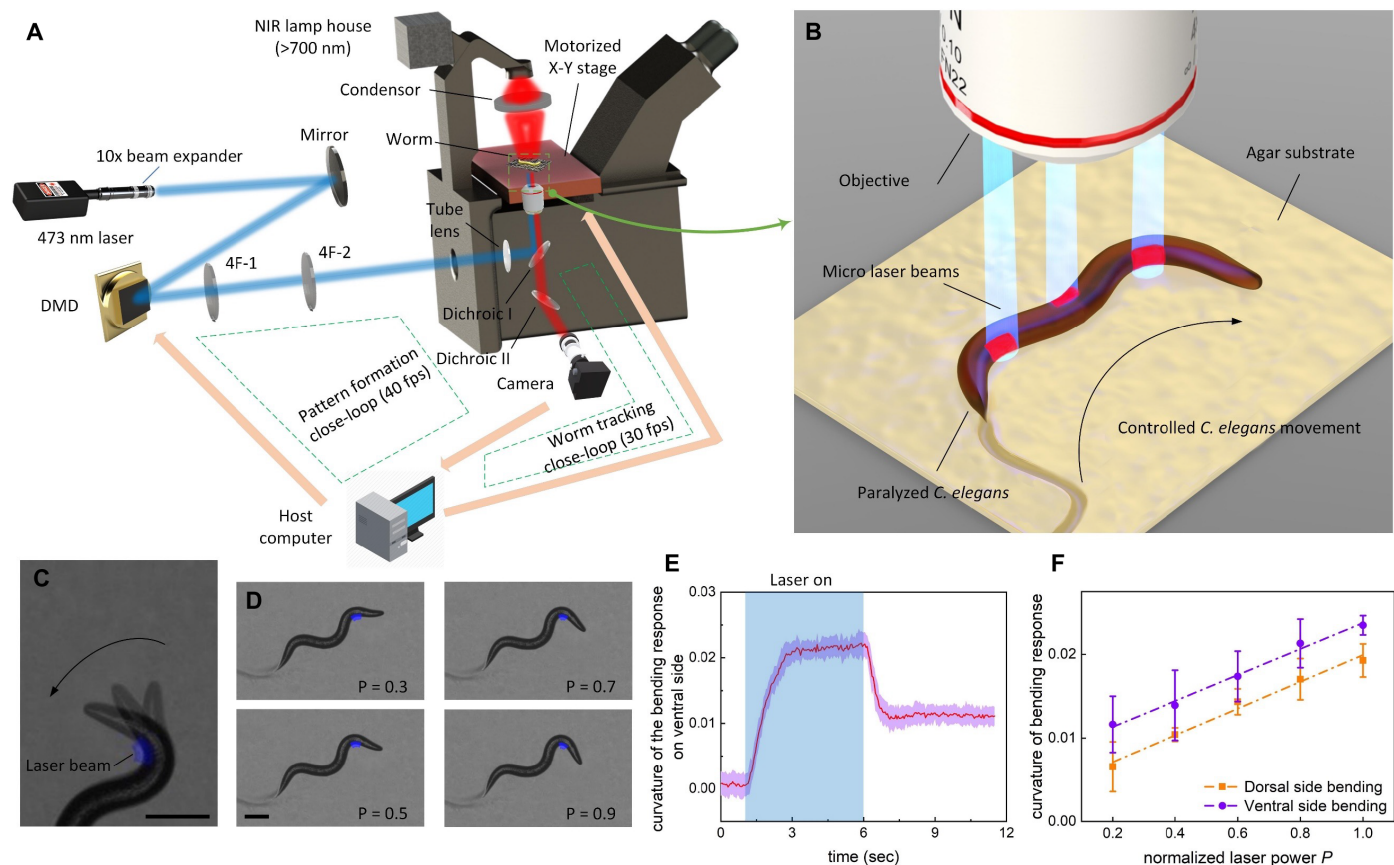 A
NIR lamp house
(>700 nm)
Motorized
X-Y stage
Condensor
Worm
Mirror
10x beam expander
473 nm laser
Tube
lens
4F-1
4F-2
DMD
Dichroic I
Dichroic II
Camera
Pattern formation
close-loop (40 fps)
Worm tracking
close-loop (30 fps)
Host
computer
B
N
0.10
FN22
∞
Objective
Agar substrate
Micro laser beams
Controlled C. elegans movement
Paralyzed C. elegans
C
Laser beam
D
P = 0.3
P = 0.7
P = 0.5
P = 0.9
E
Laser on
curvature of the bending response
on ventral side
0.03
0.02
0.01
0.00
0
3
6
9
12
time (sec)
F
curvature of bending response
0.02
0.01
0.00
Dorsal side bending
Ventral side bending
0.2
0.4
0.6
0.8
1.0
normalized laser power P